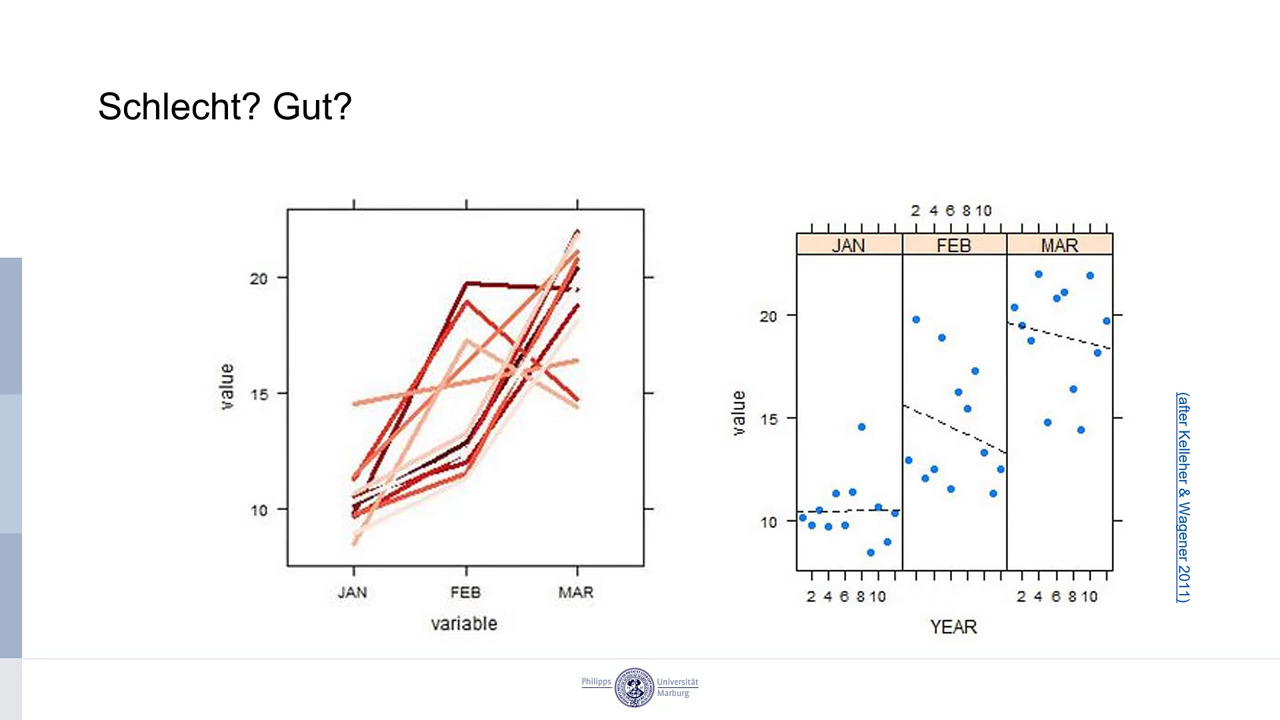 Schlecht? Gut?
value
20
15
10
JAN FEB MAR
variable
2 4 6 8 10
JAN FEB MAR
value
20
15
10
2 4 6 8 10 2 4 6 8 10
YEAR
(after Kelleher & Wagener 2011)
Philipps Universität
Marburg